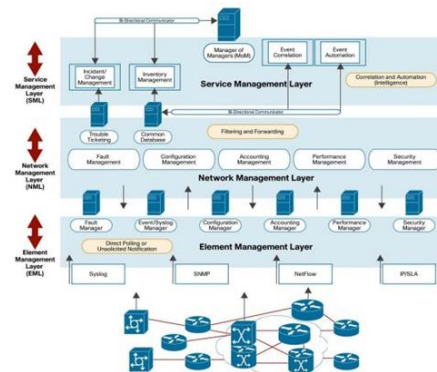 Bi-Directional Communicator
Manager of
Managers (MoM)
Event
Correlation
Event
Automation
Service
Management
Layer
(SML)
Incident/
Change
Management
Inventory
Management
Service Management Layer
Correlation and Automation
(Intelligence)
Bi-Directional Communicator
Trouble
Ticketing
Common
Database
Filtering and Forwarding
Network
Management
Layer
(NML)
Fault
Management
Configuration
Management
Accounting
Management
Performance
Management
Security
Management
Network Management Layer
Fault
Manager
Event/Syslog
Manager
Configuration
Manager
Accounting
Manager
Performance
Manager
Security
Manager
Element
Management
Layer
(EML)
Direct Polling or
Unsolicited Notification
Element Management Layer
Syslog
SNMP
NetFlow
IP/SLA